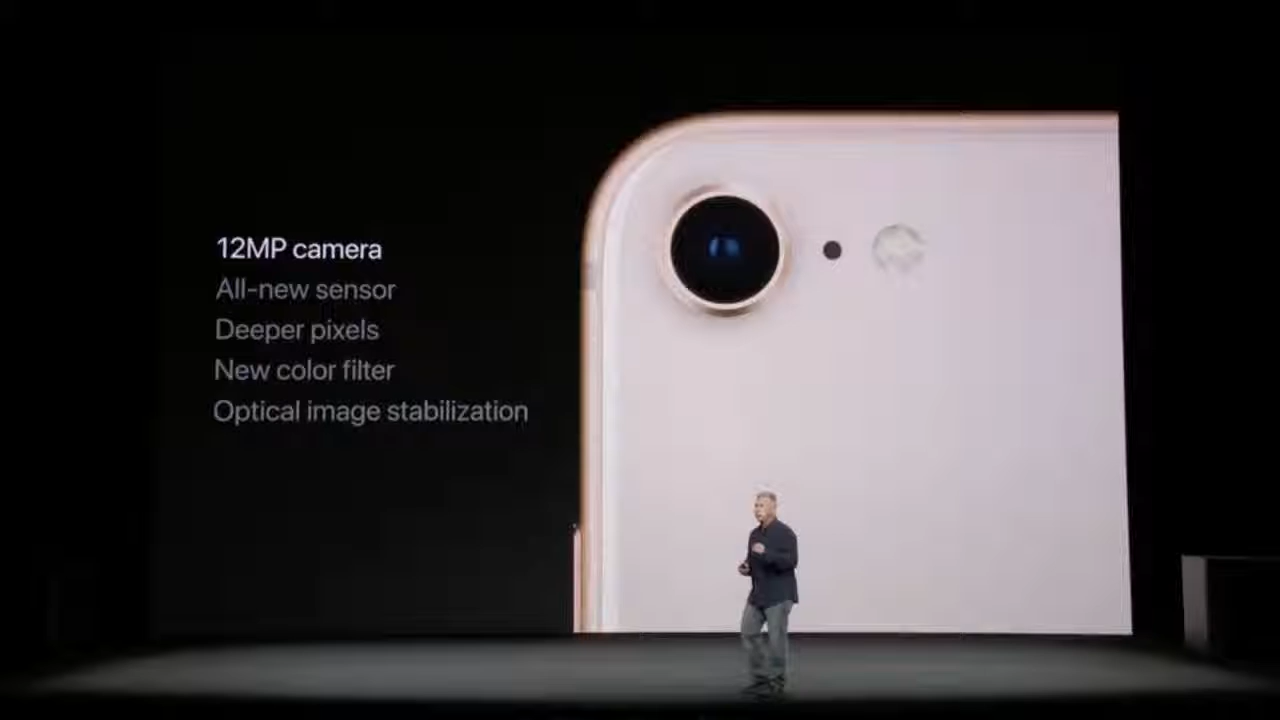 12MP camera
All-new sensor
Deeper pixels
New color filter
Optical image stabilization